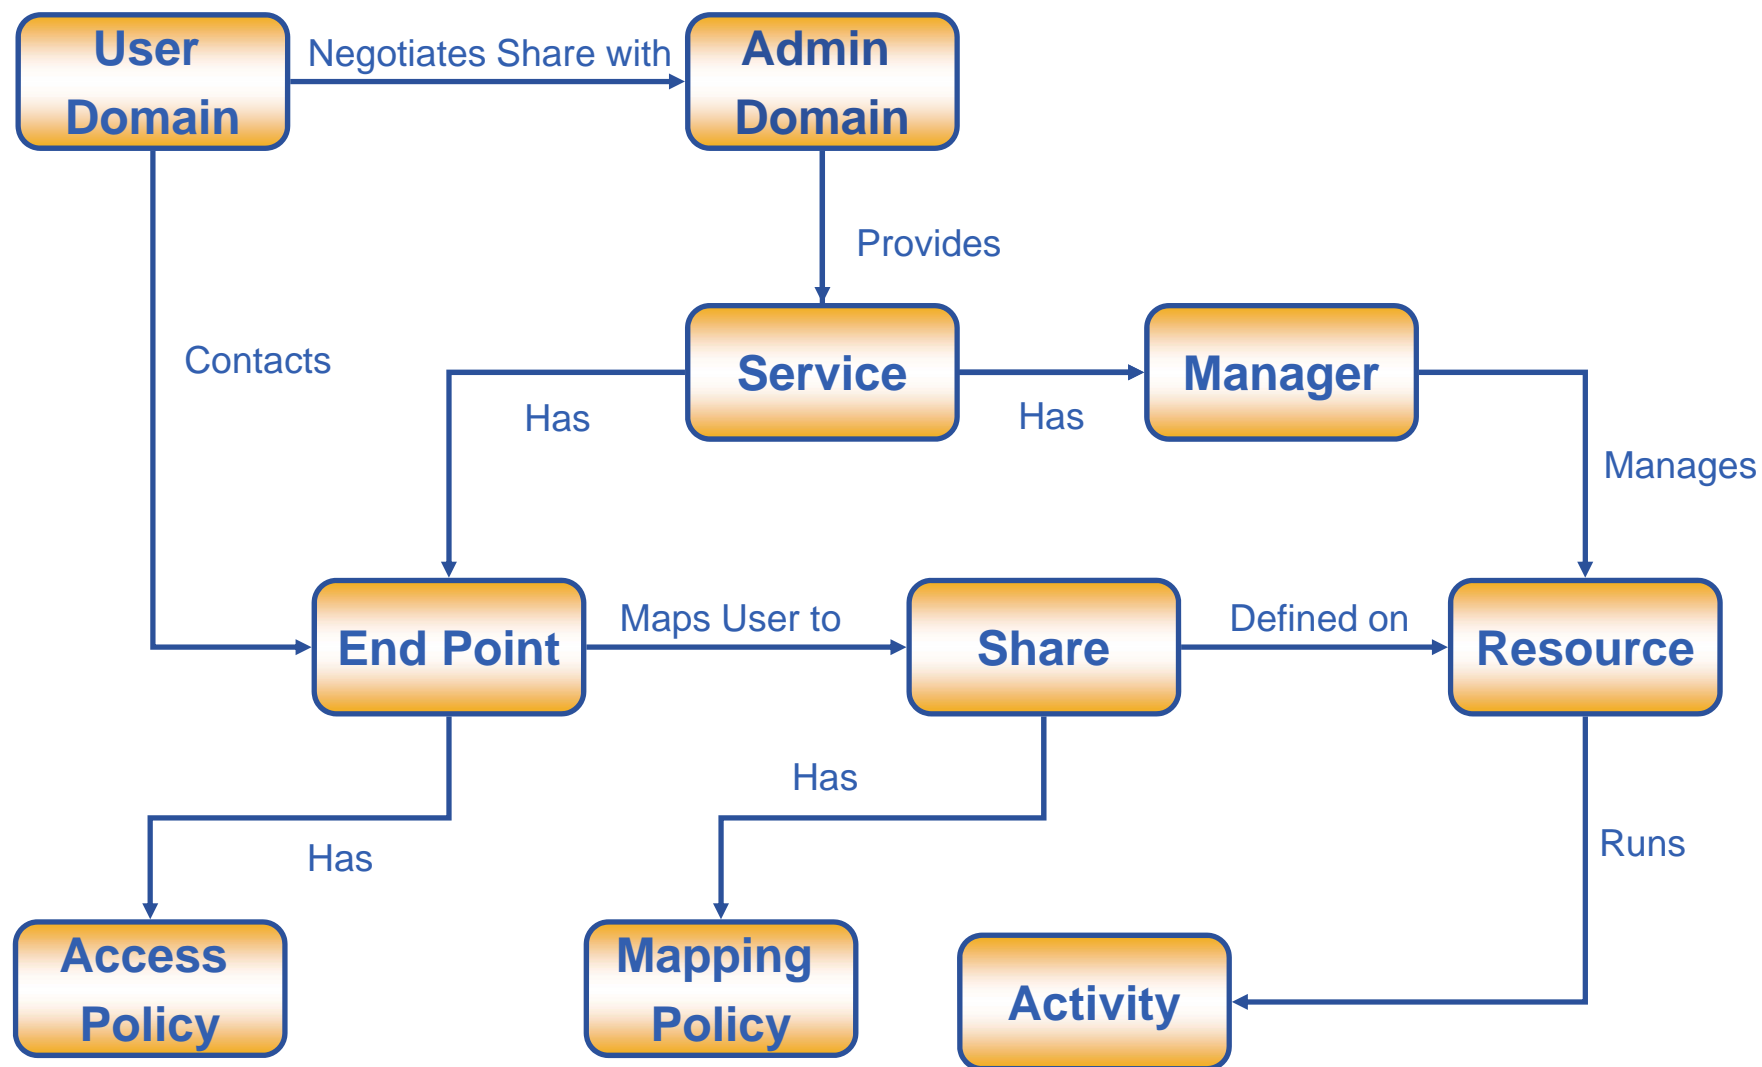 User
Domain
Negotiates Share with
Admin
Domain
Provides
Contacts
Service
Manager
Has
Has
Manages
End Point
Maps User to
Share
Defined on
Resource
Has
Has
Runs
Access
Policy
Mapping
Policy
Activity